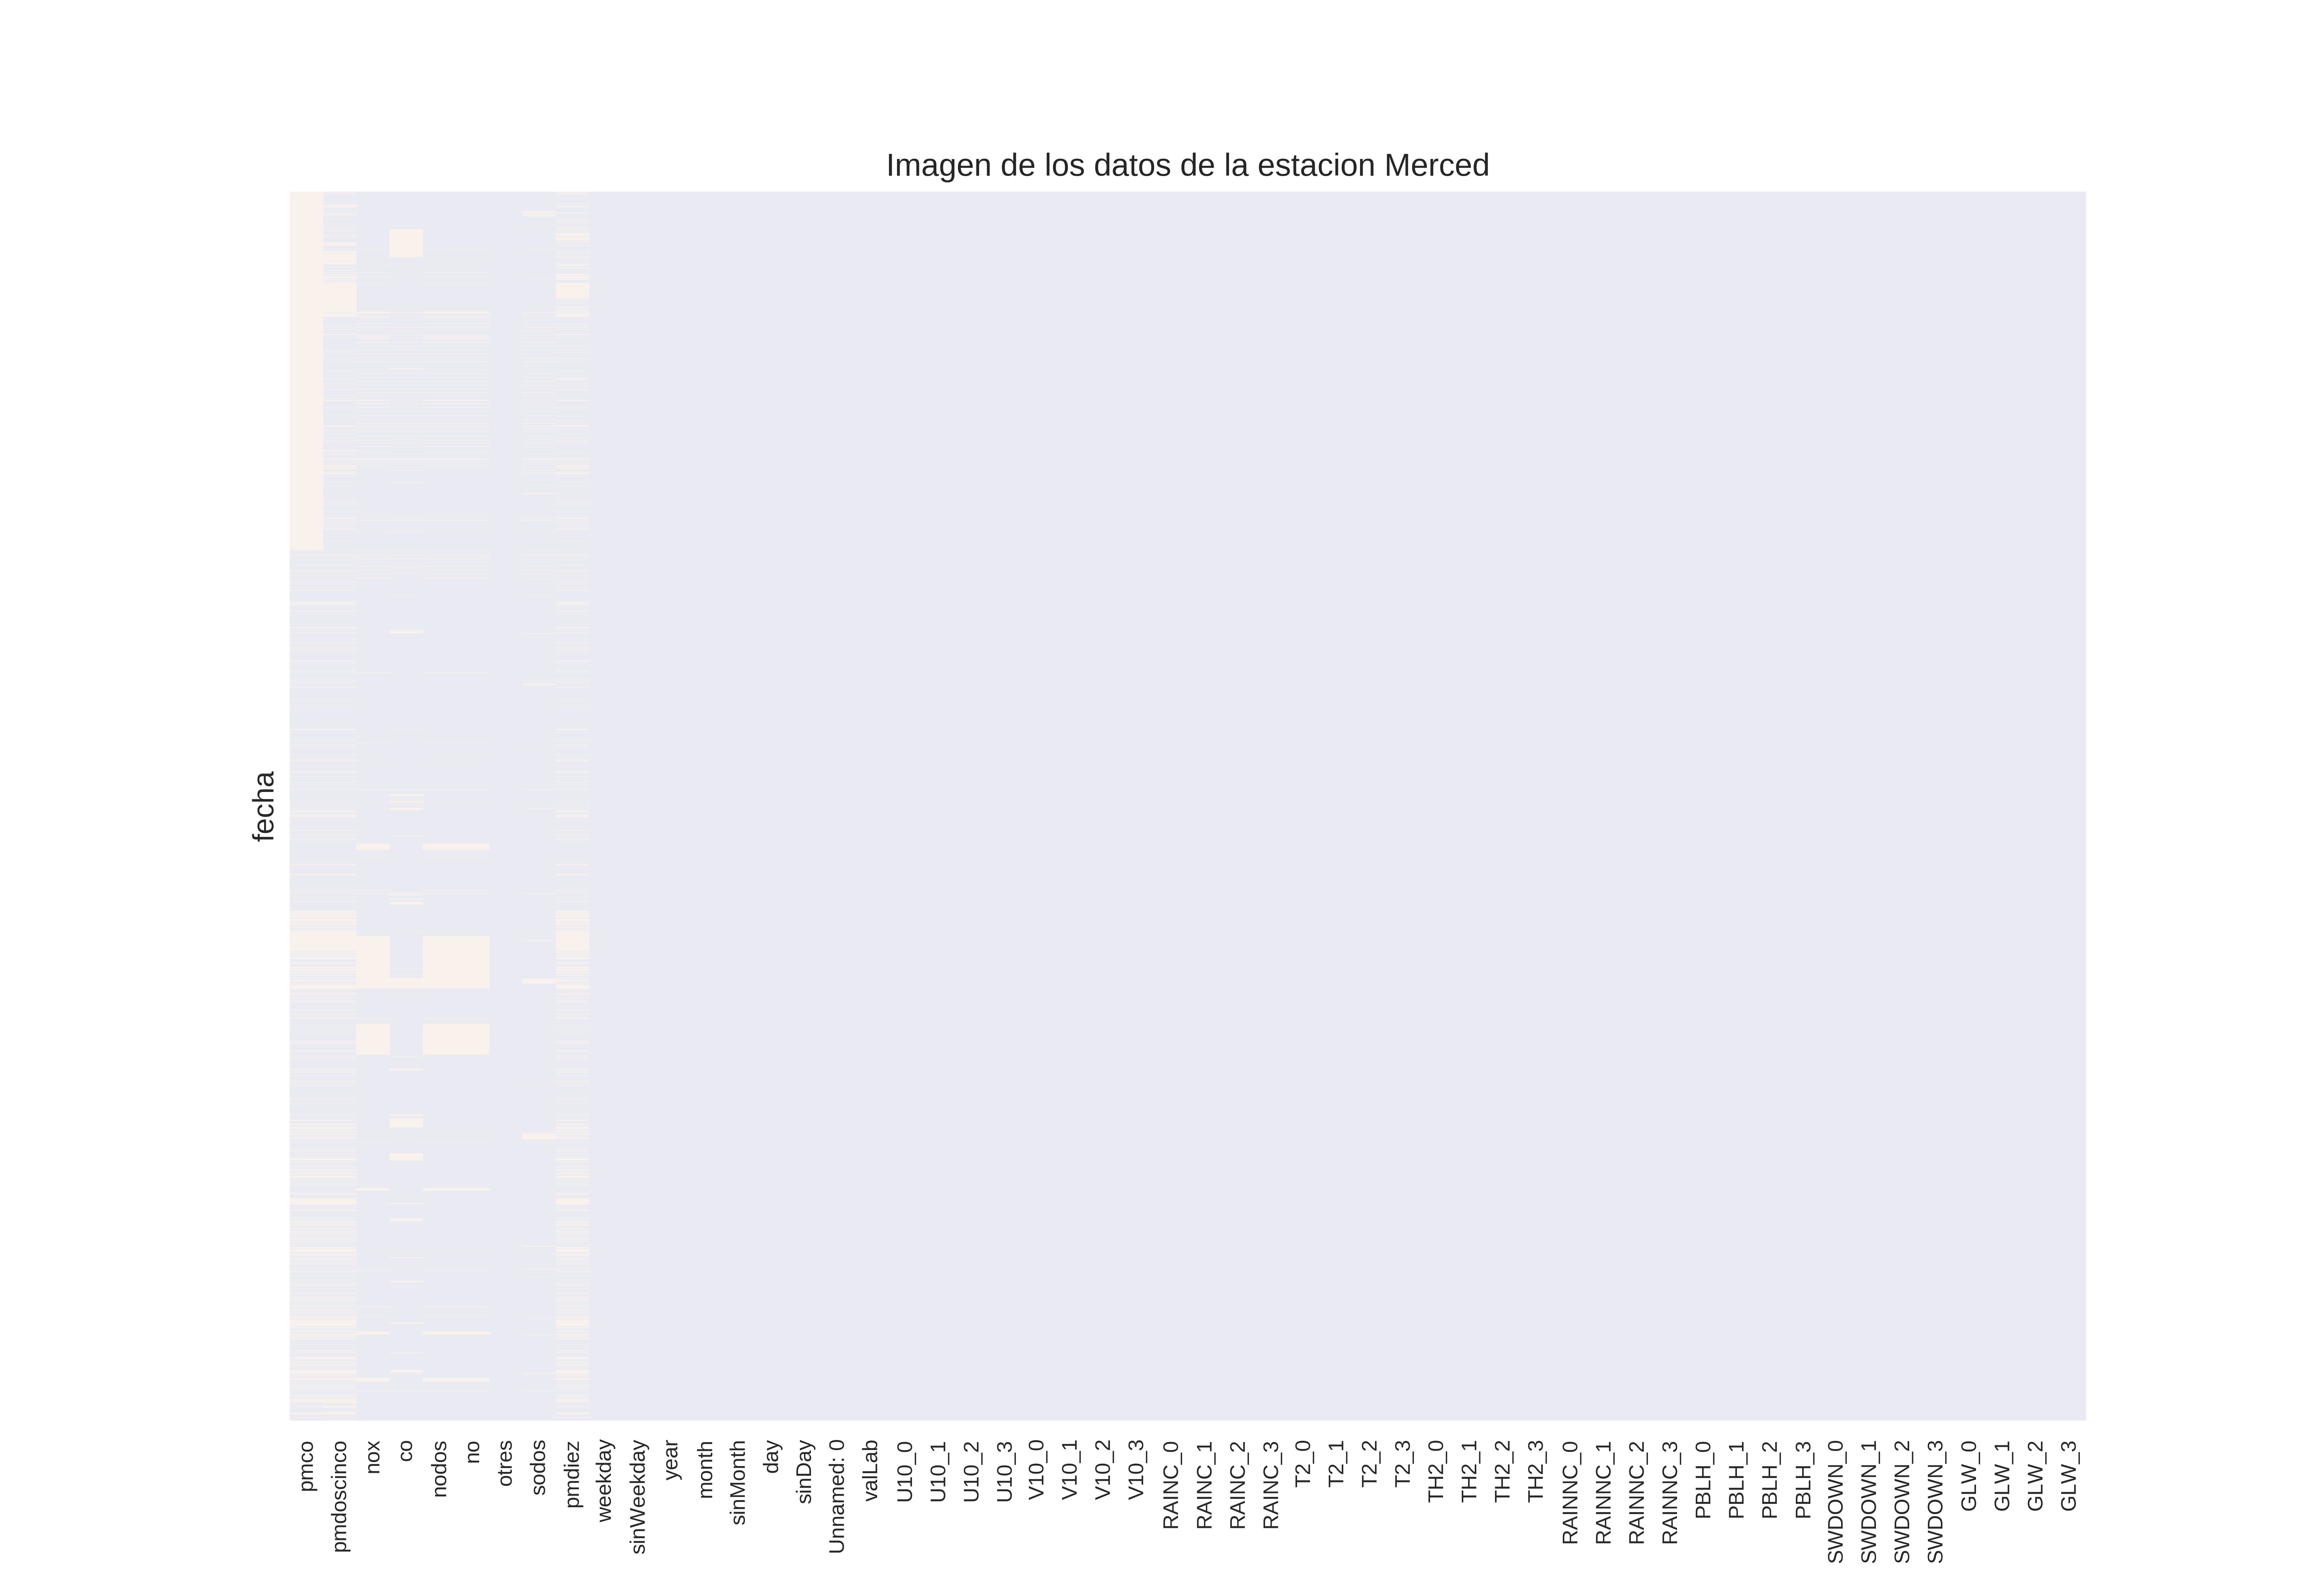 Imagen de los datos de la estacion Merced
fecha
pmco
pmdoscinco
nox
co
nodos
no
otres
sodos
pmdiez
weekday
sinWeekday
year
month
sinMonth
day
sinDay
Unnamed: 0
valLab
U10_0
U10_1
U10_2
U10_3
V10_0
V10_1
V10_2
V10_3
RAINC_0
RAINC_1
RAINC_2
RAINC_3
T2_0
T2_1
T2_2
T2_3
TH2_0
TH2_1
TH2_2
TH2_3
RAINNC_0
RAINNC_1
RAINNC_2
RAINNC_3
PBLH_0
PBLH_1
PBLH_2
PBLH_3
SWDOWN_0
SWDOWN_1
SWDOWN_2
SWDOWN_3
GLW_0
GLW_1
GLW_2
GLW_3